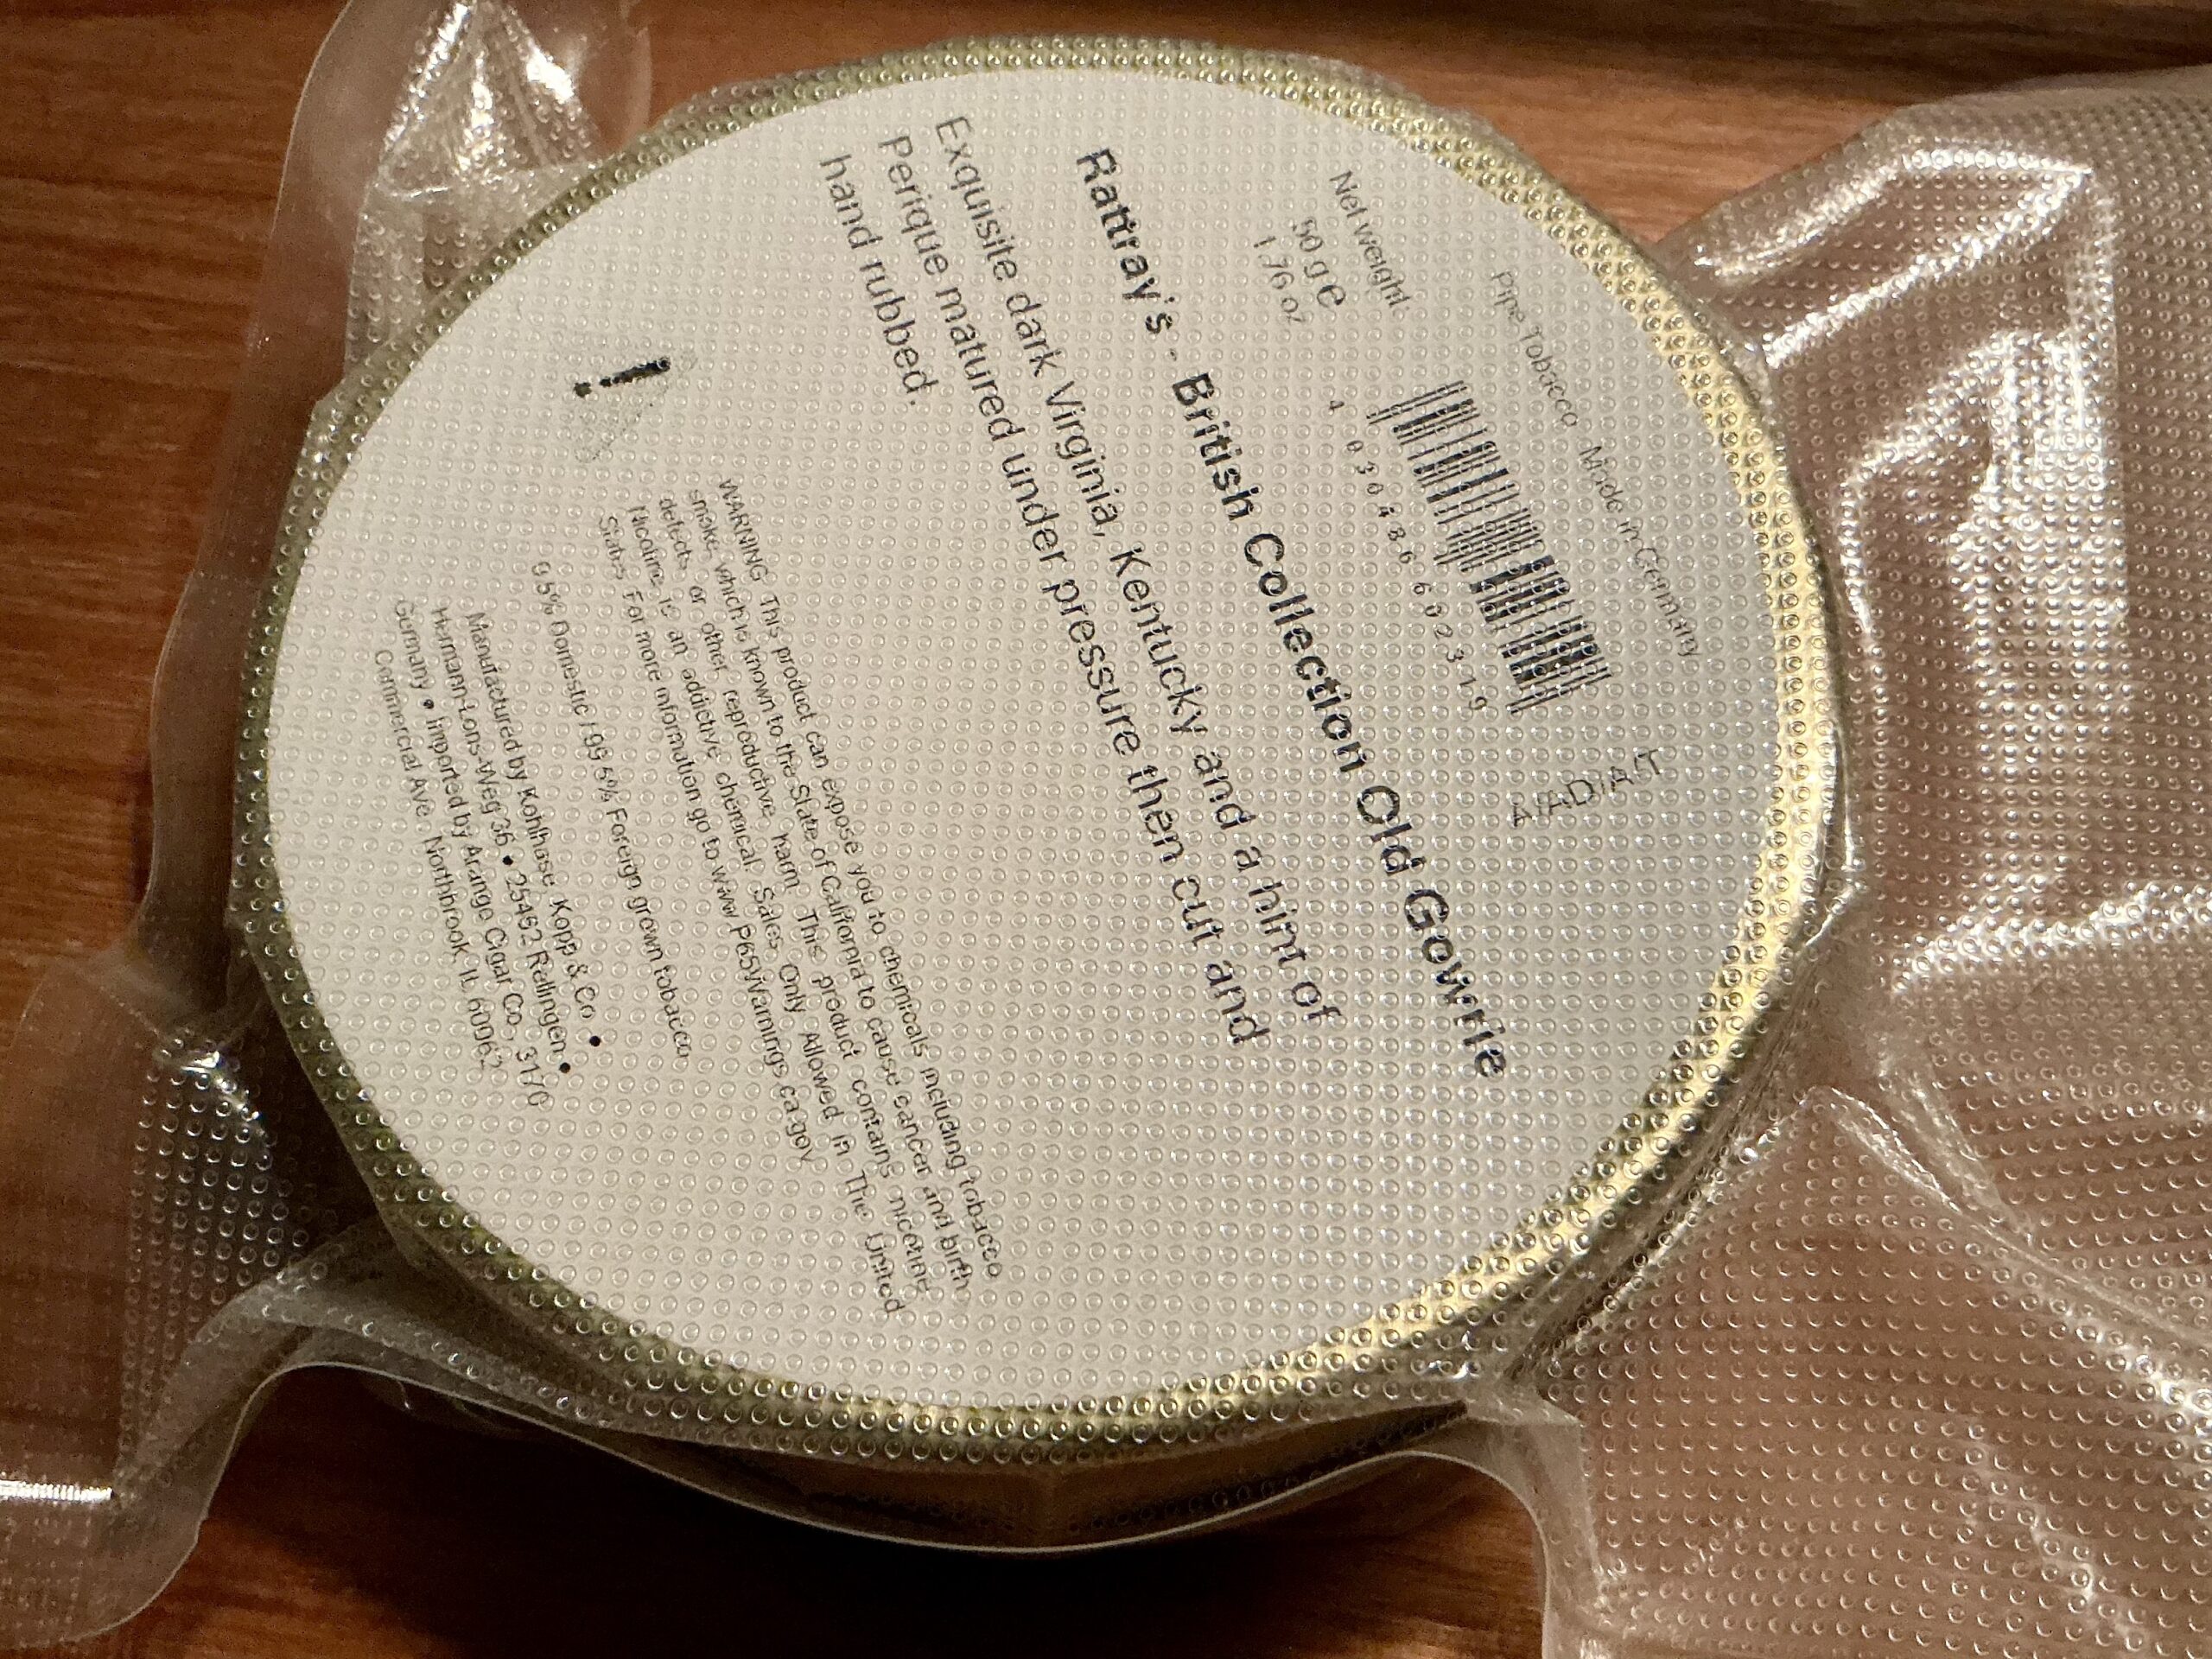 Pipe Tobacco Made in Germany
Net weight:
50 g e
1.76 oz
4 030486 602319
Rattray's - British Collection Old Gowrie
Exquisite dark Virginia, Kentucky and a hint of
Perique matured under pressure then cut and
hand rubbed.
!
WARNING: This product can expose you to chemicals including tobacco
smoke, which is known to the State of California to cause cancer and birth
defects or other reproductive harm. This product contains nicotine.
Nicotine is an addictive chemical. Sales Only Allowed in The United
States. For more information go to www.P65Warnings.ca.gov.
0.5% Domestic / 99.5% Foreign grown tobacco
Manufactured by Kohlhase, Kopp & Co. •
Hermann-Löns-Weg 36 • 25462 Rellingen •
Germany • Imported by Arango Cigar Co., 3170
Commercial Ave. Northbrook, IL 60062